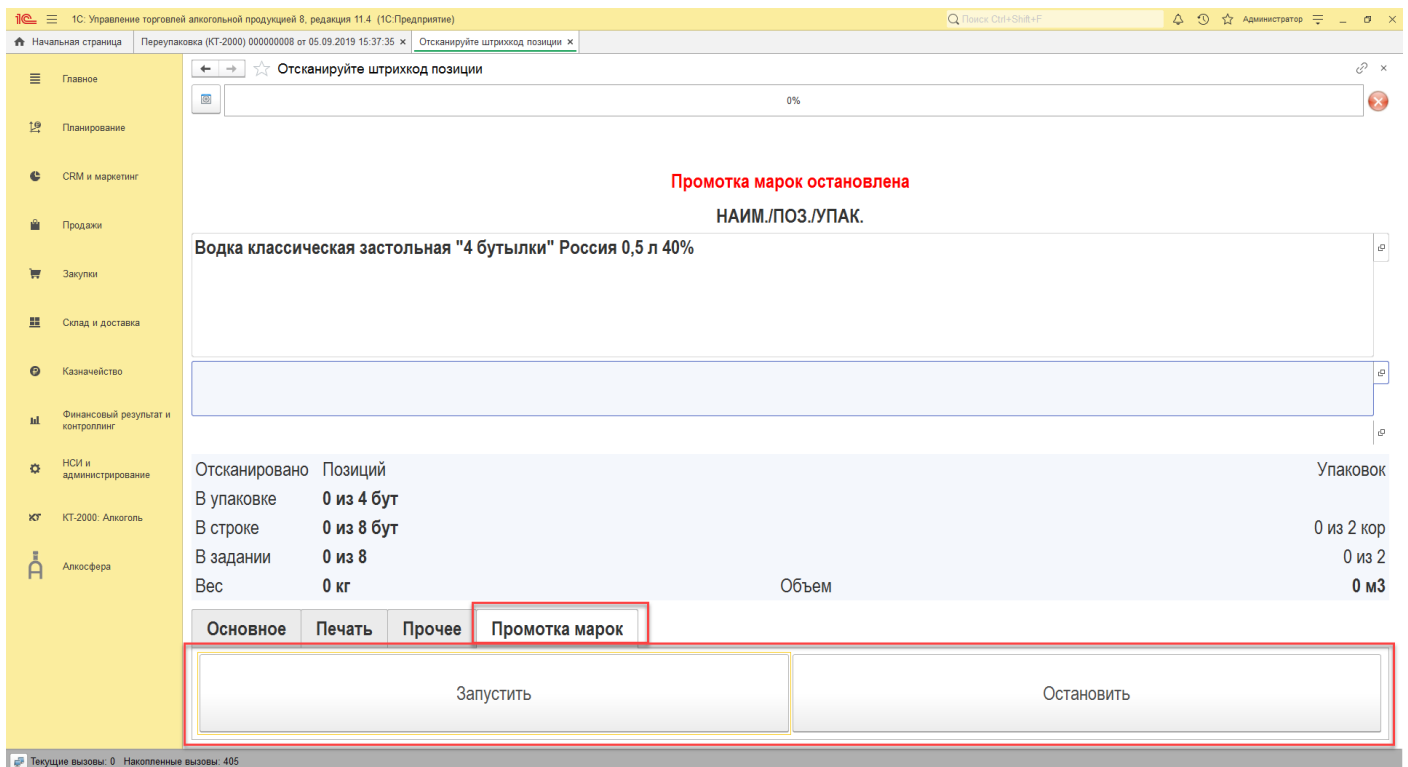 1С: Управление торговлей алкогольной продукцией 8, редакция 11.4 (1С:Предприятие)
Поиск Ctrl+Shift+F
Администратор
Начальная страница
Переупаковка (КТ-2000) 000000008 от 05.09.2019 15:37:35 ×
Отсканируйте штрихкод позиции ×
Главное
Планирование
CRM и маркетинг
Продажи
Закупки
Склад и доставка
Казначейство
Финансовый результат и
контроллинг
НСИ и
администрирование
КТ-2000: Алкоголь
Алкосфера
Отсканируйте штрихкод позиции
0%
Промотка марок остановлена
НАИМ./ПОЗ./УПАК.
Водка классическая застольная "4 бутылки" Россия 0,5 л 40%
Отсканировано Позиций Упаковок
В упаковке 0 из 4 бут
В строке 0 из 8 бут 0 из 2 кор
В задании 0 из 8 0 из 2
Вес 0 кг Объем 0 м3
Основное Печать Прочее Промотка марок
Запустить Остановить
Текущие вызовы: 0 Накопленные вызовы: 405